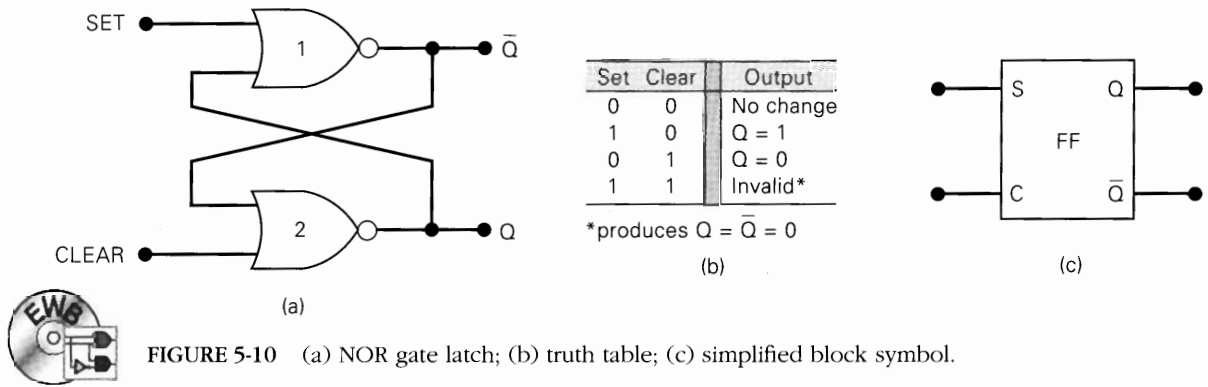 SET
1
Q̅
2
Q
CLEAR
(a)
Set Clear Output
0 0 No change
1 0 Q = 1
0 1 Q = 0
1 1 Invalid*
*produces Q = Q̅ = 0
(b)
S Q
FF
C Q̅
(c)
EWB
FIGURE 5-10 (a) NOR gate latch; (b) truth table; (c) simplified block symbol.